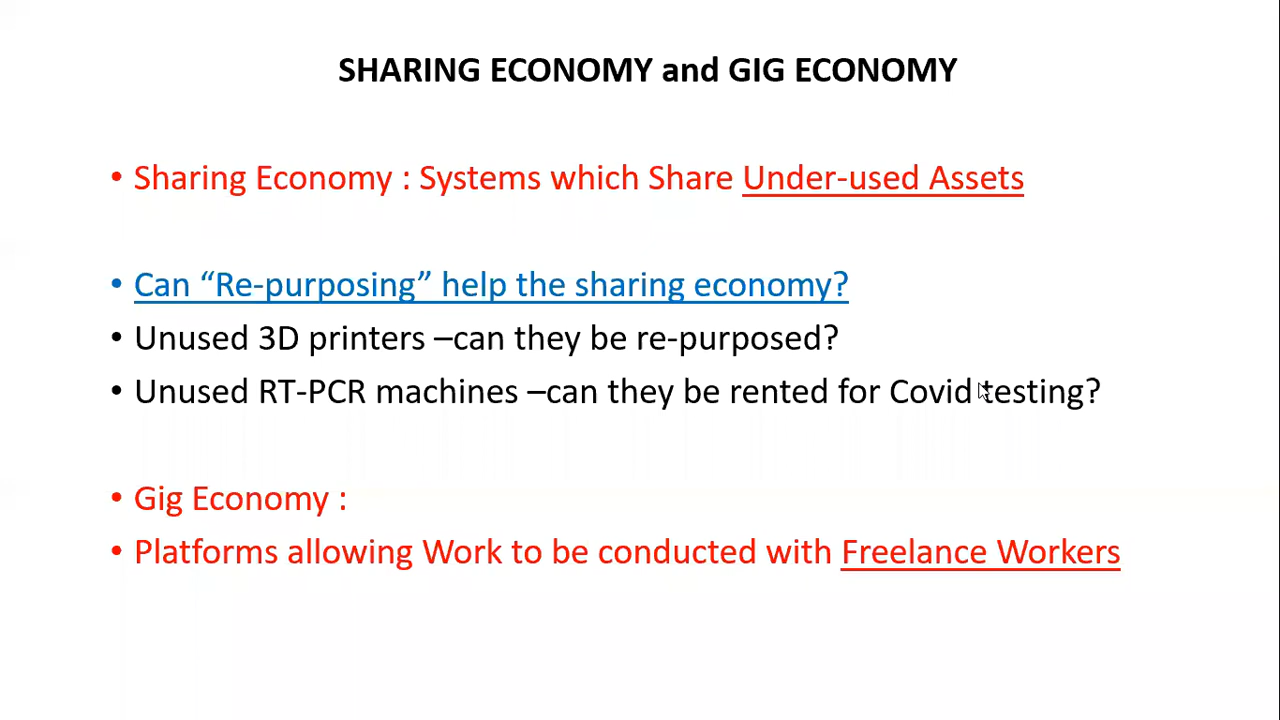 SHARING ECONOMY and GIG ECONOMY
• Sharing Economy : Systems which Share Under-used Assets
• Can “Re-purposing” help the sharing economy?
• Unused 3D printers –can they be re-purposed?
• Unused RT-PCR machines –can they be rented for Covid testing?
• Gig Economy :
• Platforms allowing Work to be conducted with Freelance Workers